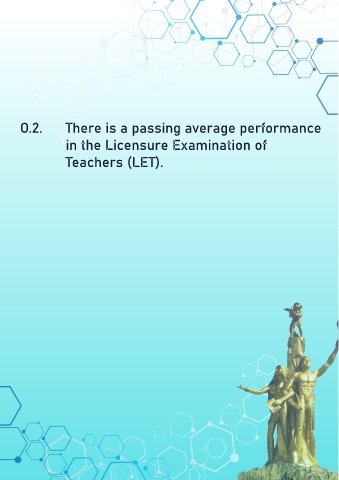 O.2. There is a passing average performance
in the Licensure Examination of
Teachers (LET).